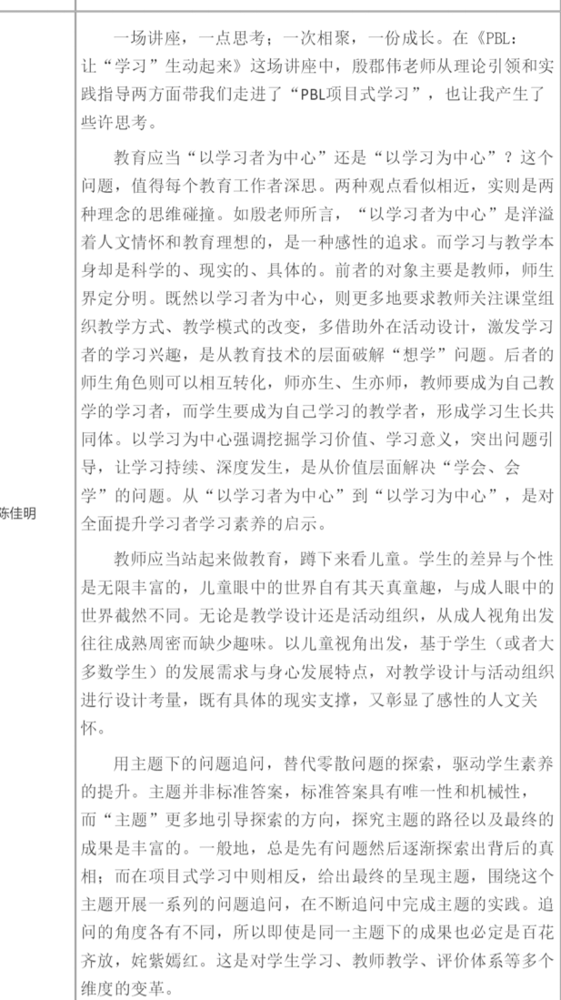 一场讲座，一点思考；一次相聚，一份成长。在《PBL：
让“学习”生动起来》这场讲座中，殷郡伟老师从理论引领和实
践指导两方面带我们走进了“PBL项目式学习”，也让我产生了
些许思考。
教育应当“以学习者为中心”还是“以学习为中心”？这个
问题，值得每个教育工作者深思。两种观点看似相近，实则是两
种理念的思维碰撞。如殷老师所言，“以学习者为中心”是洋溢
着人文情怀和教育理想的，是一种感性的追求。而学习与教学本
身却是科学的、现实的、具体的。前者的对象主要是教师，师生
界定分明。既然以学习者为中心，则更多地要求教师关注课堂组
织教学方式、教学模式的改变，多借助外在活动设计，激发学习
者的学习兴趣，是从教育技术的层面破解“想学”问题。后者的
师生角色则可以相互转化，师亦生、生亦师，教师要成为自己教
学的学习者，而学生要成为自己学习的教学者，形成学习生长共
同体。以学习为中心强调挖掘学习价值、学习意义，突出问题引
导，让学习持续、深度发生，是从价值层面解决“学会、会
学”的问题。从“以学习者为中心”到“以学习为中心”，是对
全面提升学习者学习素养的启示。
陈佳明
教师应当站起来做教育，蹲下来看儿童。学生的差异与个性
是无限丰富的，儿童眼中的世界自有其天真童趣，与成人眼中的
世界截然不同。无论是教学设计还是活动组织，从成人视角出发
往往成熟周密而缺少趣味。以儿童视角出发，基于学生（或者大
多数学生）的发展需求与身心发展特点，对教学设计与活动组织
进行设计考量，既有具体的现实支撑，又彰显了感性的人文关
怀。
用主题下的问题追问，替代零散问题的探索，驱动学生素养
的提升。主题并非标准答案，标准答案具有唯一性和机械性，
而“主题”更多地引导探索的方向，探究主题的路径以及最终的
成果是丰富的。一般地，总是先有问题然后逐渐探索出背后的真
相；而在项目式学习中则相反，给出最终的呈现主题，围绕这个
主题开展一系列的问题追问，在不断追问中完成主题的实践。追
问的角度各有不同，所以即使是同一主题下的成果也必定是百花
齐放，姹紫嫣红。这是对学生学习、教师教学、评价体系等多个
维度的变革。